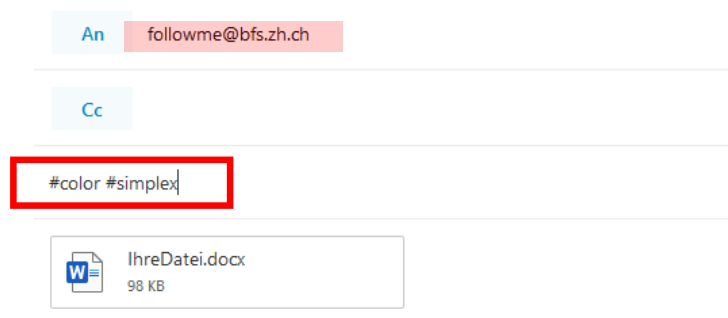 An followme@bfs.zh.ch
Cc
#color #simplex
W
IhreDatei.docx
98 KB